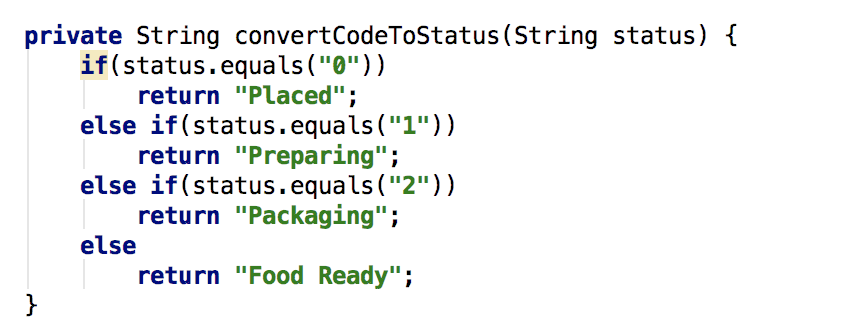 private String convertCodeToStatus(String status) {
if(status.equals("0"))
return "Placed";
else if(status.equals("1"))
return "Preparing";
else if(status.equals("2"))
return "Packaging";
else
return "Food Ready";
}